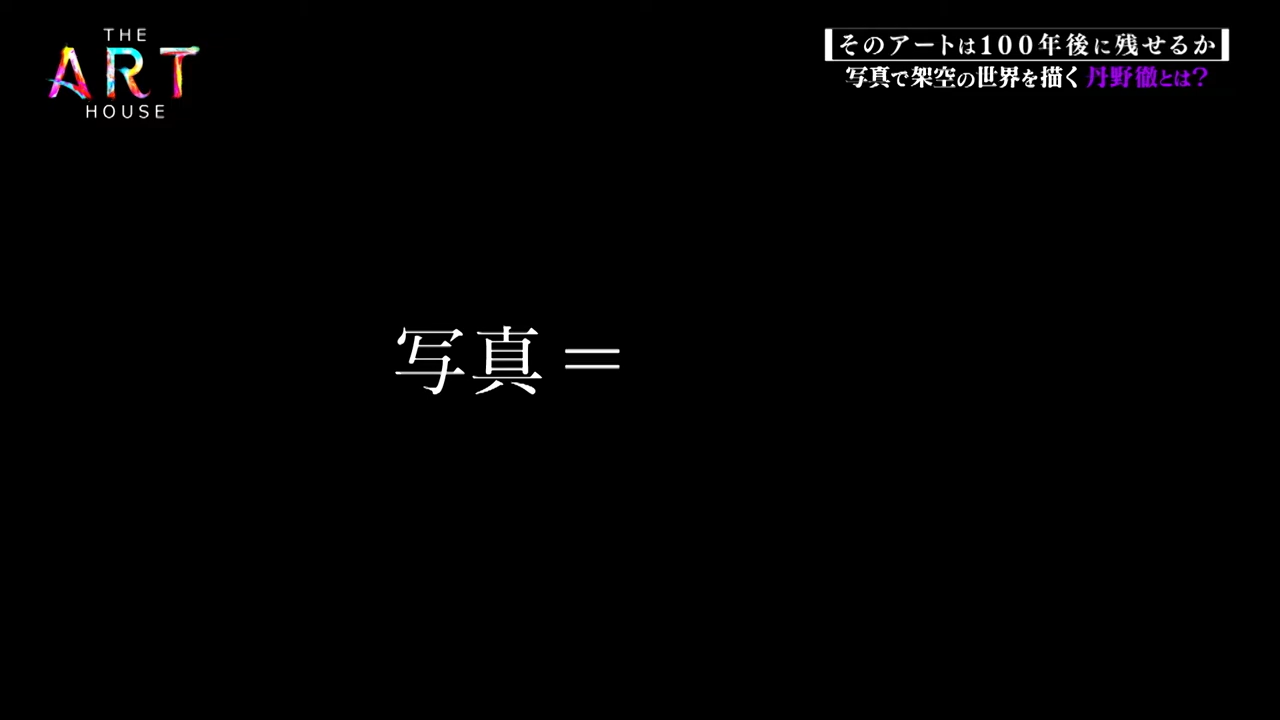 THE
ART
HOUSE
そのアートは100年後に残せるか
写真で架空の世界を描く 丹野徹とは？
写真＝